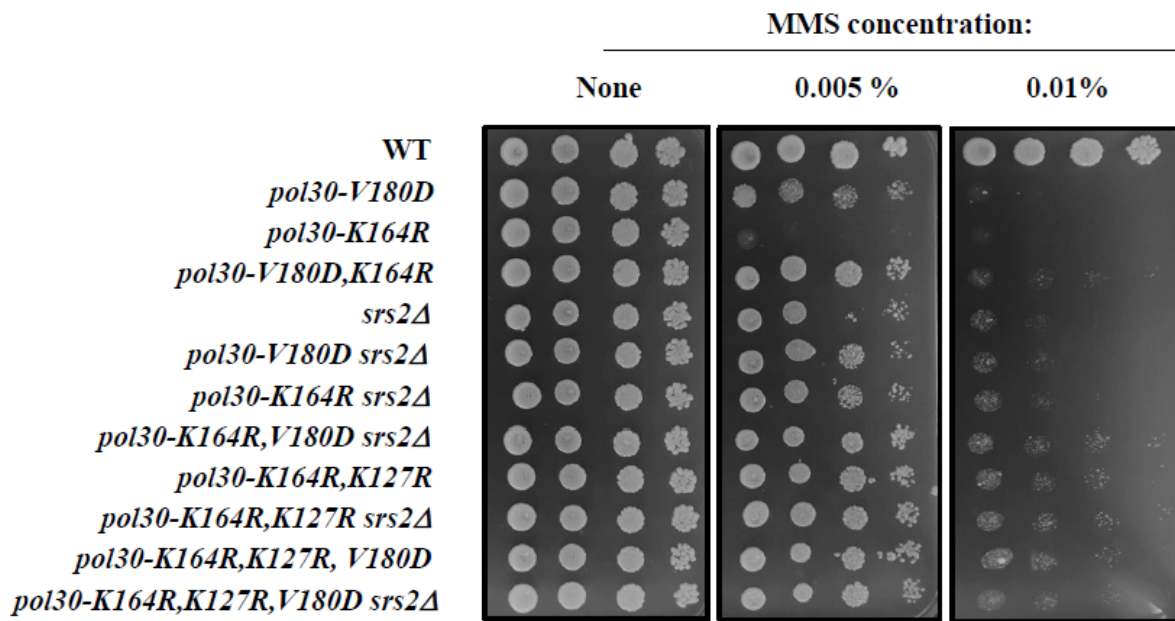 MMS concentration:
None 0.005 % 0.01%
WT
pol30-V180D
pol30-K164R
pol30-V180D,K164R
srs2Δ
pol30-V180D srs2Δ
pol30-K164R srs2Δ
pol30-K164R,V180D srs2Δ
pol30-K164R,K127R
pol30-K164R,K127R srs2Δ
pol30-K164R,K127R, V180D
pol30-K164R,K127R,V180D srs2Δ